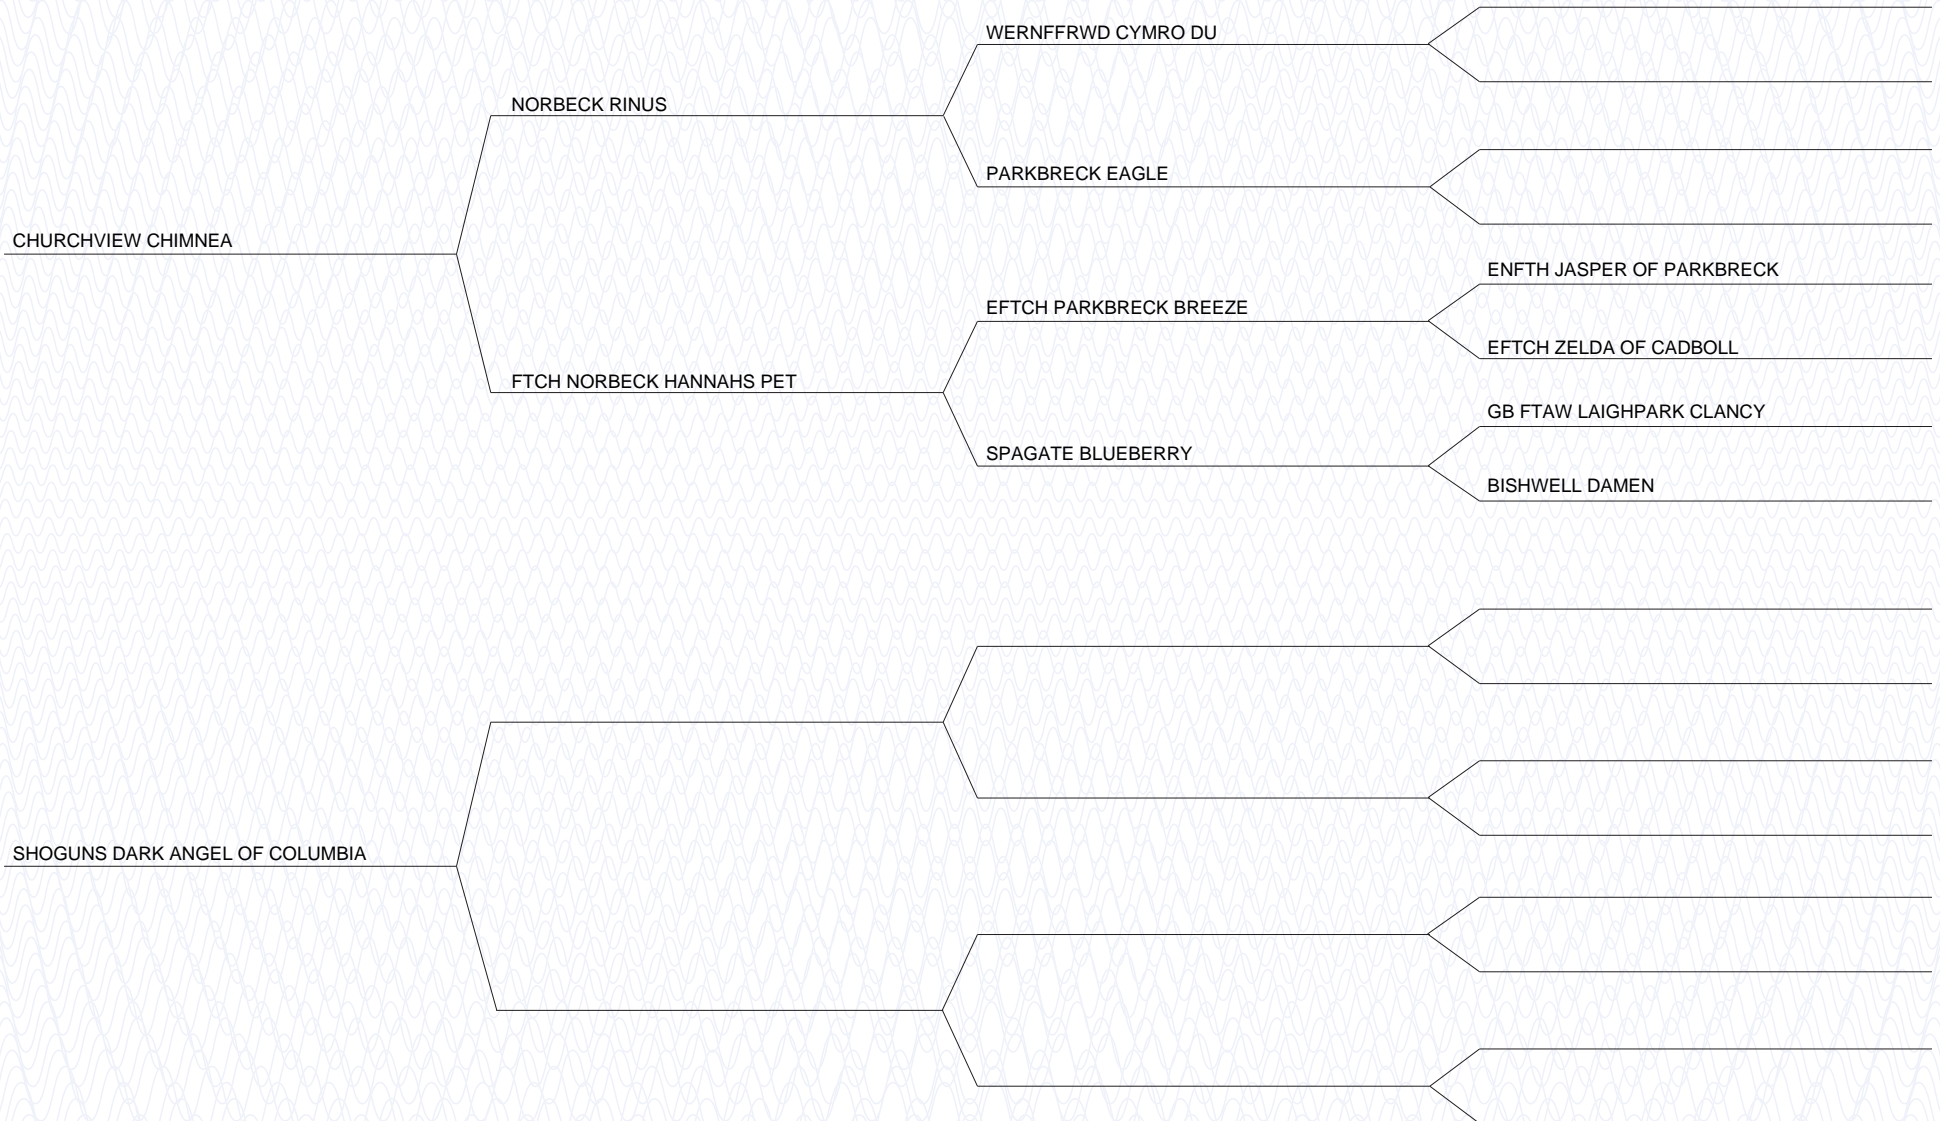 WERNFFRWD CYMRO DU
NORBECK RINUS
PARKBRECK EAGLE
CHURCHVIEW CHIMNEA
ENFTH JASPER OF PARKBRECK
EFTCH PARKBRECK BREEZE
EFTCH ZELDA OF CADBOLL
FTCH NORBECK HANNAHS PET
GB FTAW LAIGHPARK CLANCY
SPAGATE BLUEBERRY
BISHWELL DAMEN
SHOGUNS DARK ANGEL OF COLUMBIA